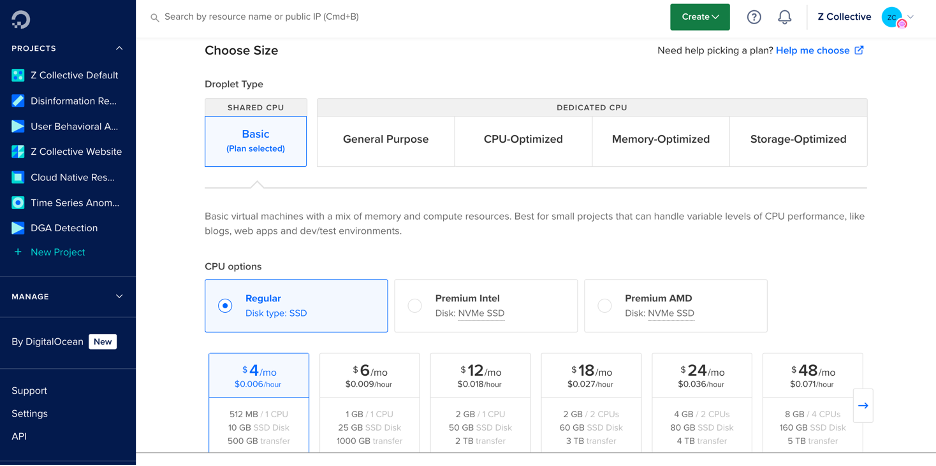 Search by resource name or public IP (Cmd+B)
Create
Z Collective
ZC
PROJECTS
Z Collective Default
Disinformation Re...
User Behavioral A...
Z Collective Website
Cloud Native Res...
Time Series Anom...
DGA Detection
+ New Project
MANAGE
By DigitalOcean New
Support
Settings
API
Choose Size
Need help picking a plan? Help me choose
Droplet Type
SHARED CPU
DEDICATED CPU
Basic
(Plan selected)
General Purpose
CPU-Optimized
Memory-Optimized
Storage-Optimized
Basic virtual machines with a mix of memory and compute resources. Best for small projects that can handle variable levels of CPU performance, like
blogs, web apps and dev/test environments.
CPU options
Regular
Disk type: SSD
Premium Intel
Disk: NVMe SSD
Premium AMD
Disk: NVMe SSD
$4/mo
$0.006/hour
512 MB / 1 CPU
10 GB SSD Disk
500 GB transfer
$6/mo
$0.009/hour
1 GB / 1 CPU
25 GB SSD Disk
1000 GB transfer
$12/mo
$0.018/hour
2 GB / 1 CPU
50 GB SSD Disk
2 TB transfer
$18/mo
$0.027/hour
2 GB / 2 CPUs
60 GB SSD Disk
3 TB transfer
$24/mo
$0.036/hour
4 GB / 2 CPUs
80 GB SSD Disk
4 TB transfer
$48/mo
$0.071/hour
8 GB / 4 CPUs
160 GB SSD Disk
5 TB transfer